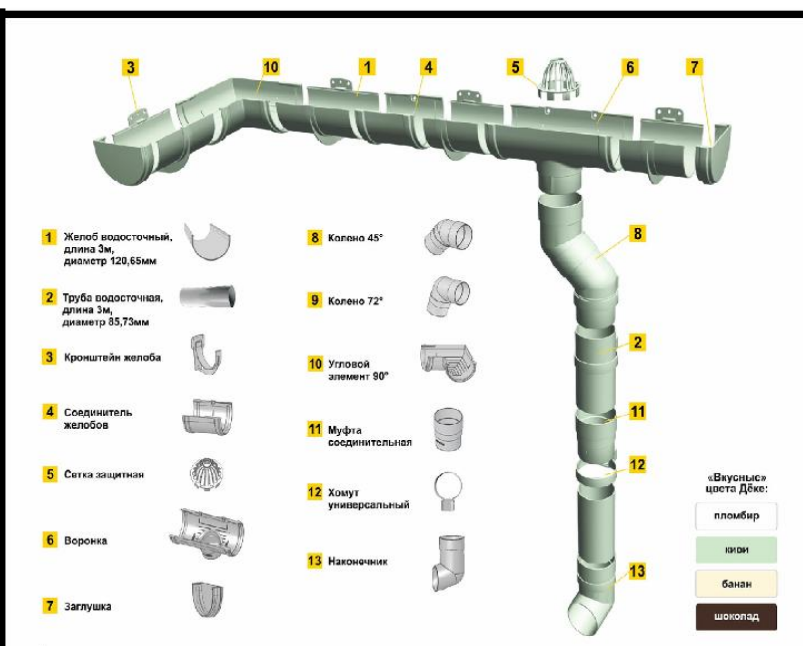 3
10
1
4
5
6
7
1 Желоб водосточный,
длина 3м,
диаметр 120,65мм
2 Труба водосточная,
длина 3м,
диаметр 85,73мм
3 Кронштейн желоба
4 Соединитель
желобов
5 Сетка защитная
6 Воронка
7 Заглушка
8 Колено 45°
9 Колено 72°
10 Угловой
элемент 90°
11 Муфта
соединительная
12 Хомут
универсальный
13 Наконечник
8
2
11
12
13
«Вкусные»
цвета Дёке:
пломбир
киви
банан
шоколад